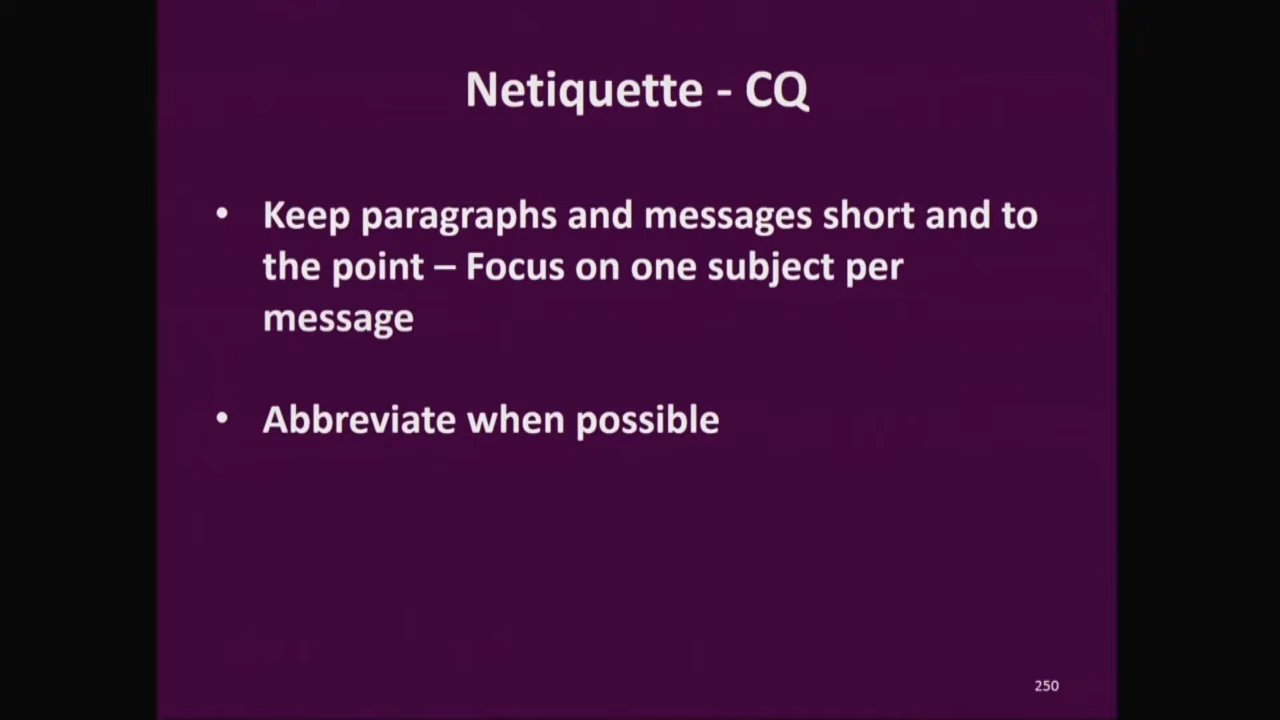 Netiquette - CQ
• Keep paragraphs and messages short and to
the point – Focus on one subject per
message
• Abbreviate when possible
250